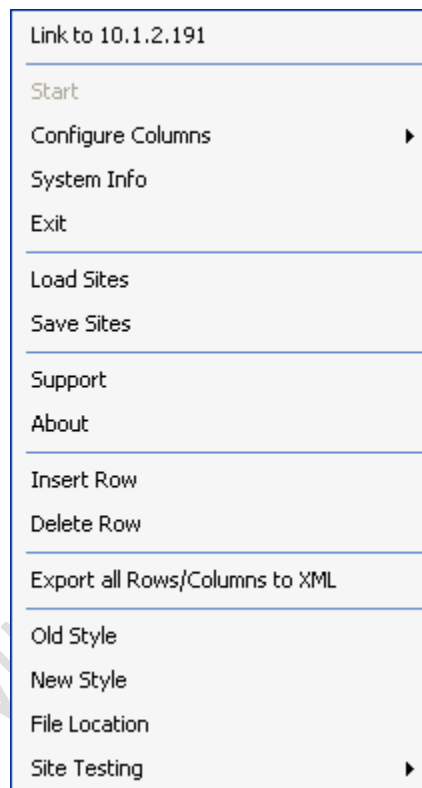 Link to 10.1.2.191
Start
Configure Columns
System Info
Exit
Load Sites
Save Sites
Support
About
Insert Row
Delete Row
Export all Rows/Columns to XML
Old Style
New Style
File Location
Site Testing